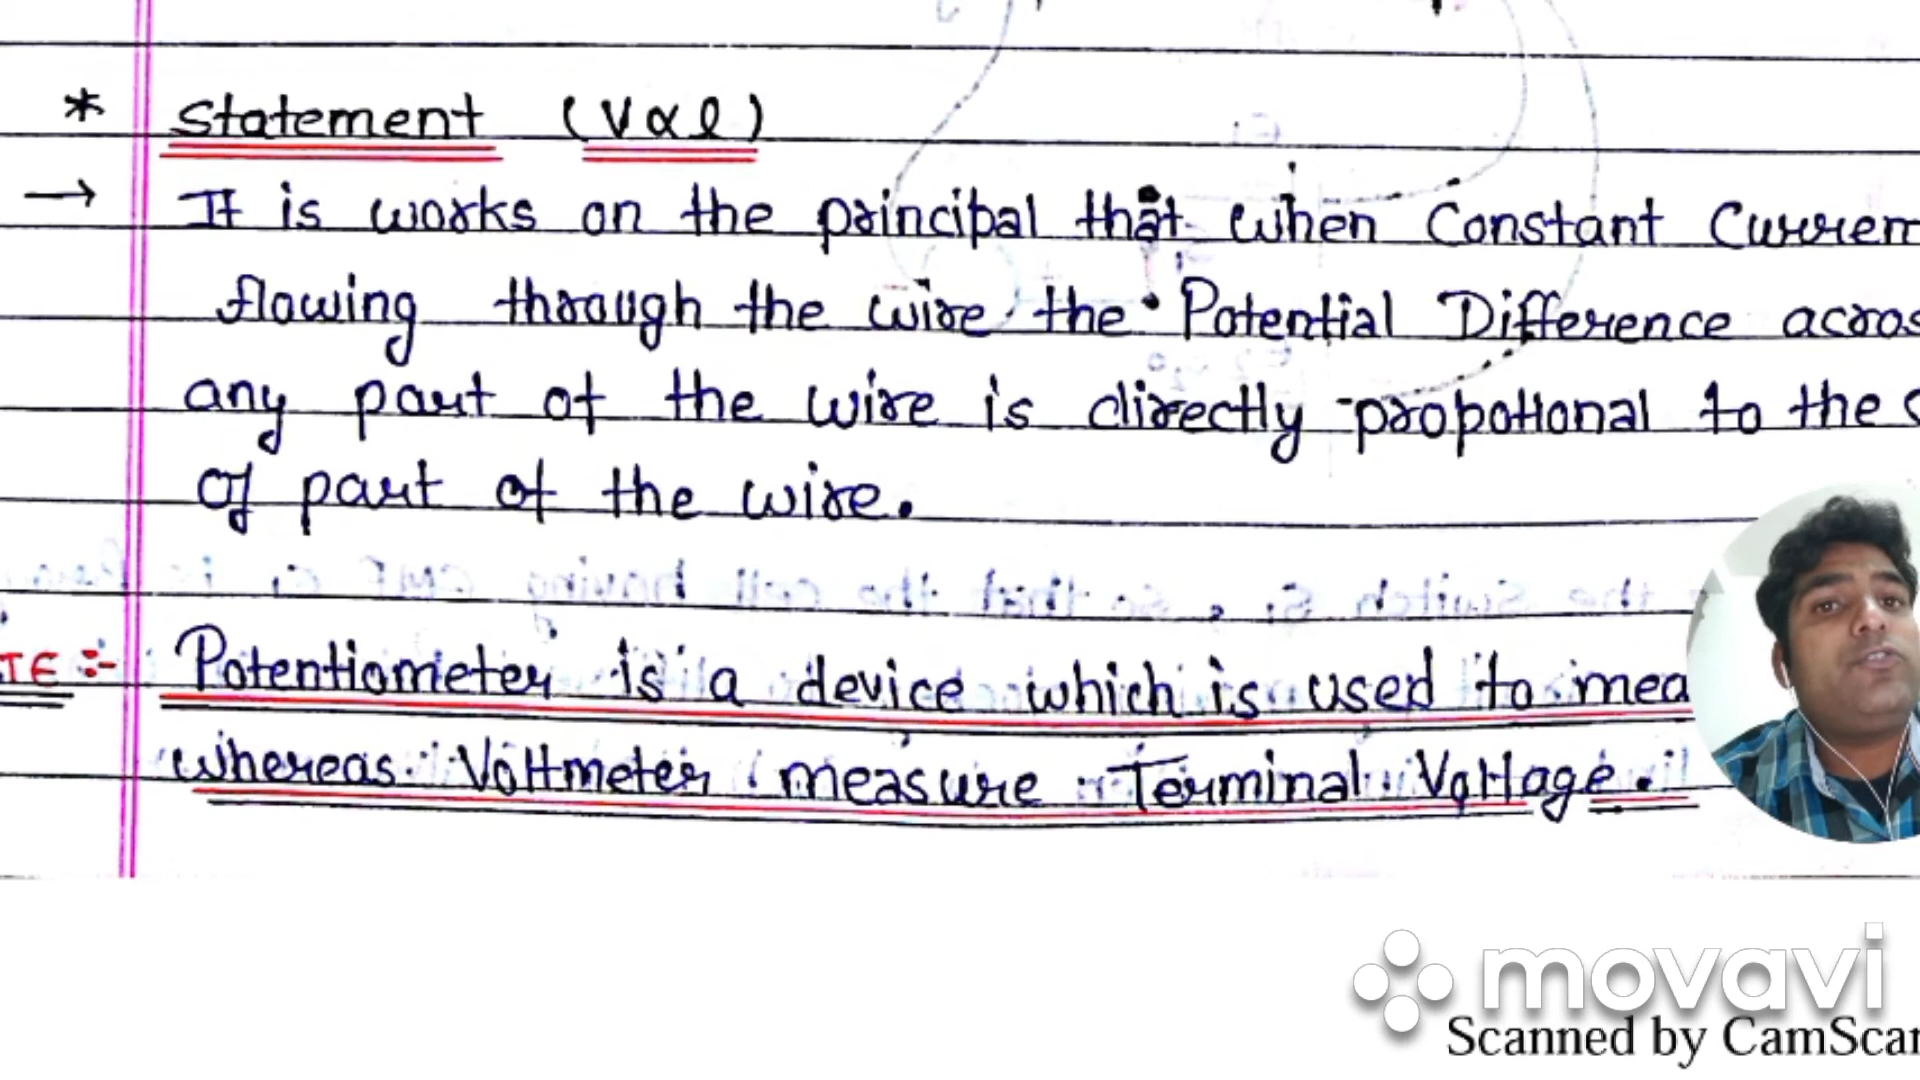 * Statement (V ∝ l)
→ It is works on the principal that when Constant Curren
flowing through the wire the Potential Difference acros
any part of the wire is directly propotional to the
of part of the wire.
TE :- Potentiometer is a device which is used to mea
whereas Voltmeter measure Terminal Voltage.
movavi
Scanned by CamScan